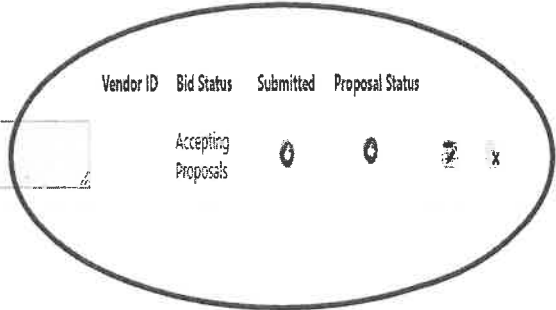 Vendor ID Bid Status Submitted Proposal Status
Accepting
Proposals
x